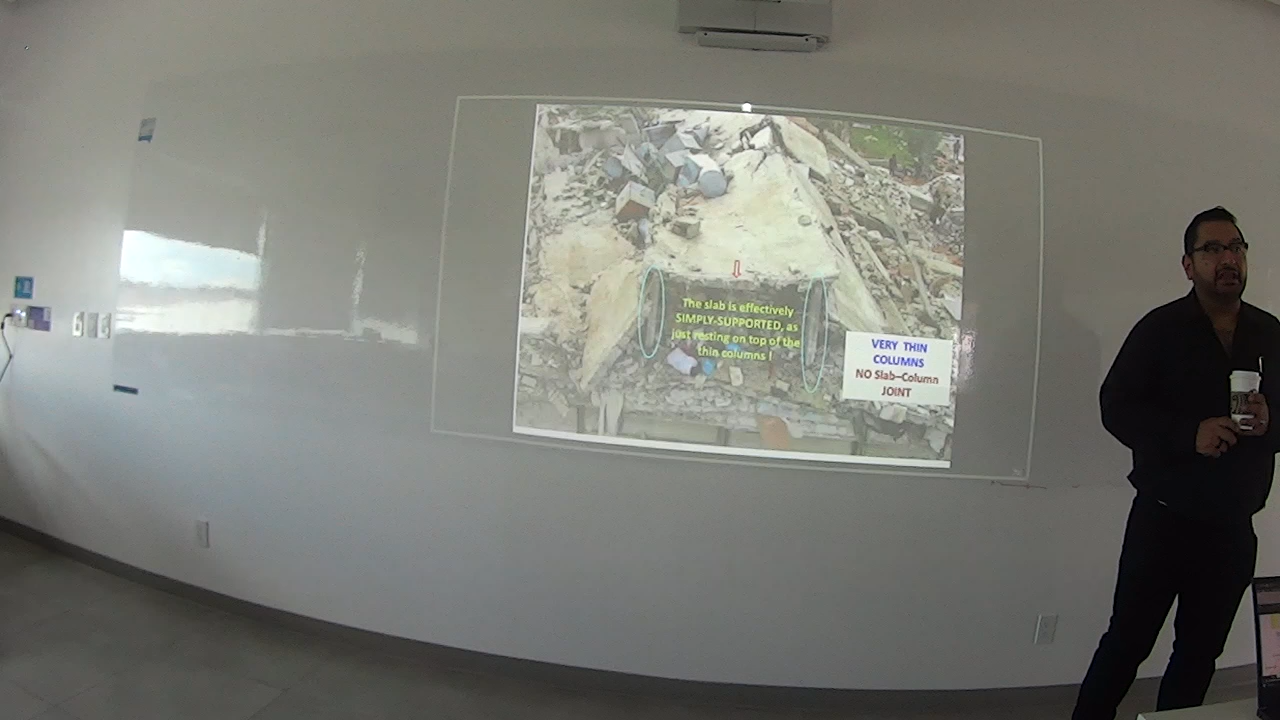 The slab is effectively
SIMPLY-SUPPORTED, as
just resting on top of the
thin columns !
VERY THIN
COLUMNS
NO Slab–Column
JOINT